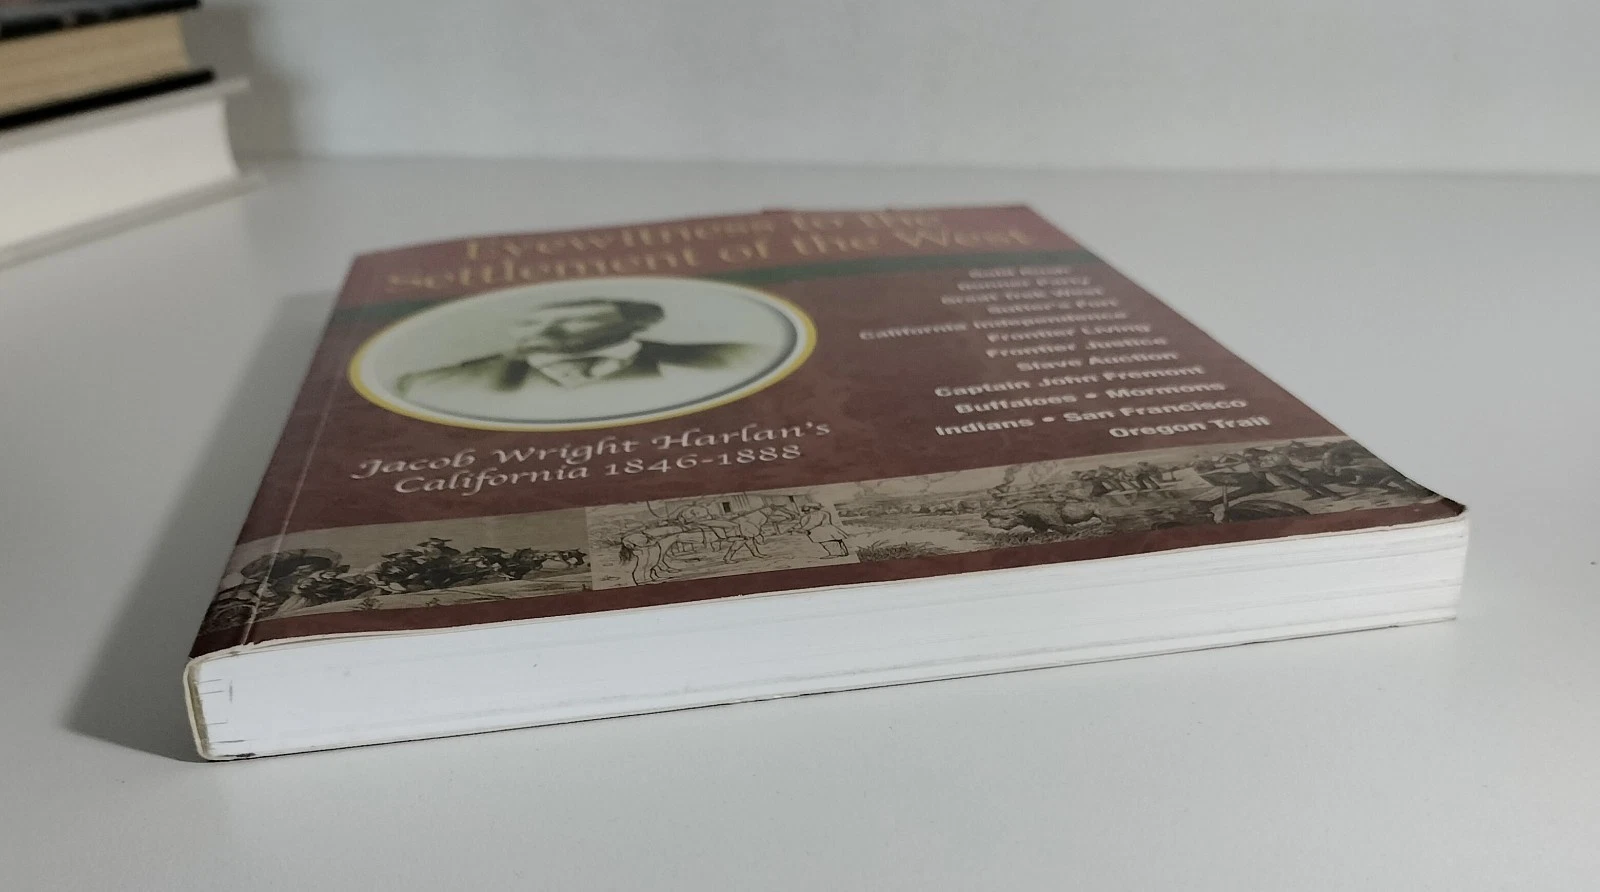 Eyewitness to the
Settlement of the West
Gold Rush
Donner Party
Great Trek West
Sutter's Fort
California Independence
Frontier Living
Frontier Justice
Slave Auction
Captain John Fremont
Buffaloes • Mormons
Indians • San Francisco
Oregon Trail
Jacob Wright Harlan's
California 1846-1888